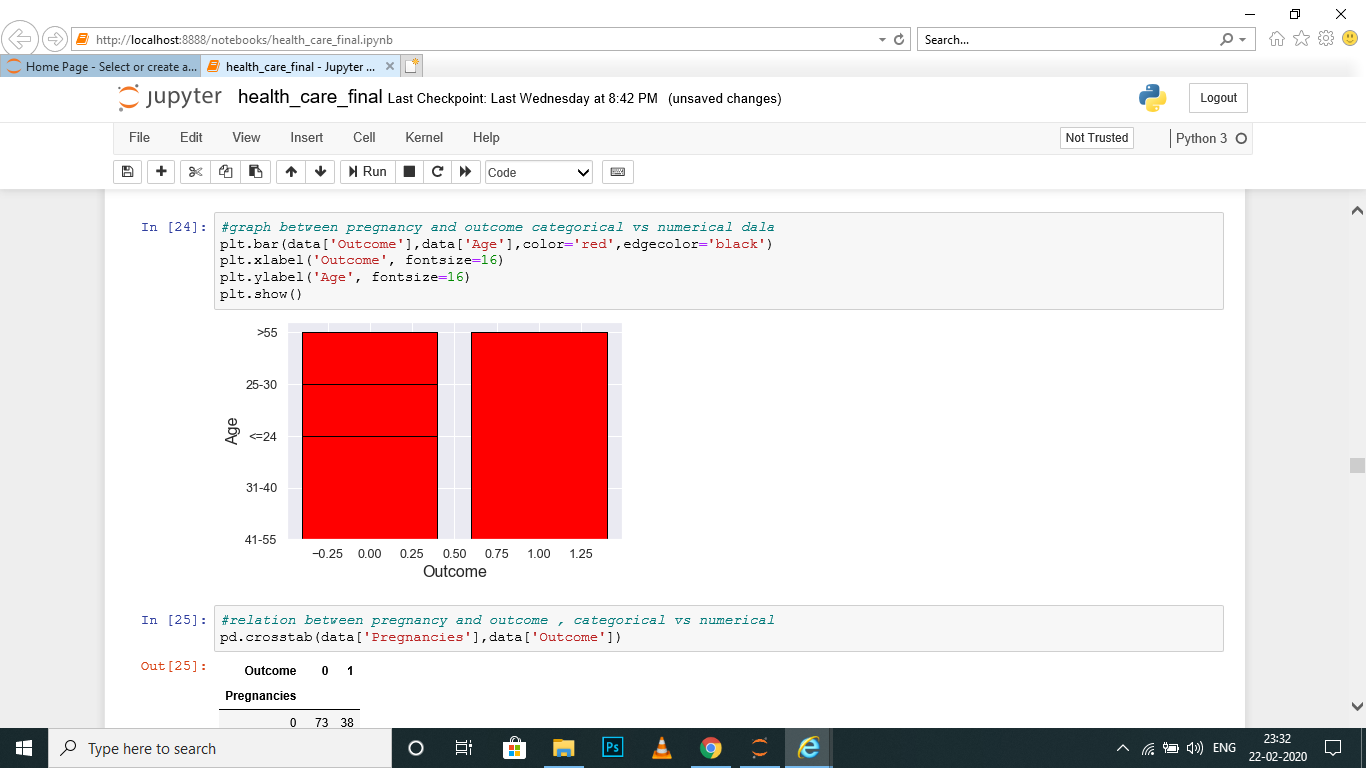 http://localhost:8888/notebooks/health_care_final.ipynb
Search...
Home Page - Select or create a...
health_care_final - Jupyter ...
jupyter health_care_final Last Checkpoint: Last Wednesday at 8:42 PM (unsaved changes)
Logout
File Edit View Insert Cell Kernel Help
Not Trusted
Python 3
Run
Code
In [24]:
#graph between pregnancy and outcome categorical vs numerical dala
plt.bar(data['Outcome'],data['Age'],color='red',edgecolor='black')
plt.xlabel('Outcome', fontsize=16)
plt.ylabel('Age', fontsize=16)
plt.show()
>55
25-30
<=24
31-40
41-55
Age
−0.25 0.00 0.25 0.50 0.75 1.00 1.25
Outcome
In [25]:
#relation between pregnancy and outcome , categorical vs numerical
pd.crosstab(data['Pregnancies'],data['Outcome'])
Out[25]:
Outcome 0 1
Pregnancies
0 73 38
Type here to search
Ps
ENG
23:32
22-02-2020